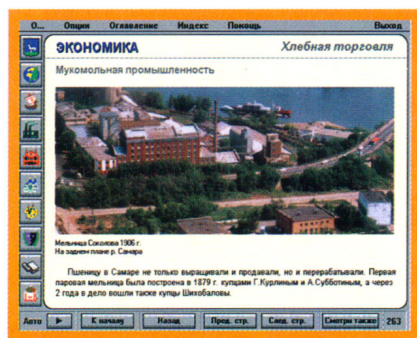 О... Опции Оглавление Индекс Помощь Выход
ЭКОНОМИКА Хлебная торговля
Мукомольная промышленность
Мельница Соколова 1906 г.
На заднем плане р. Самара
Пшеницу в Самаре не только выращивали и продавали, но и перерабатывали. Первая
паровая мельница была построена в 1879 г. купцами Г.Курлиным и А.Субботиным, а через
2 года в дело вошли также купцы Шихобаловы.
Авто К началу Назад Пред. стр. След. стр. Смотри также 263